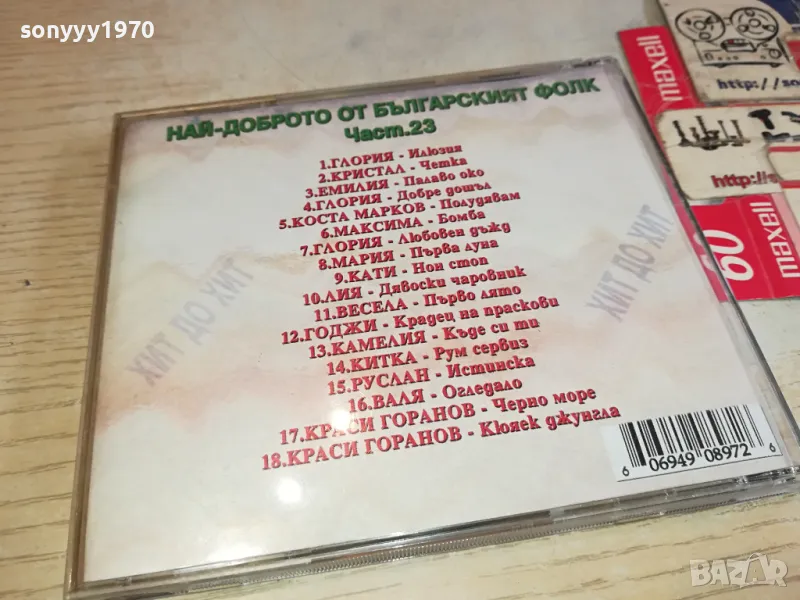 sonyyy1970
НАЙ-ДОБРОТО ОТ БЪЛГАРСКИЯТ ФОЛК
Част.23
1.ГЛОРИЯ - Илюзия
2.КРИСТАЛ - Четка
3.ЕМИЛИЯ - Палаво око
4.ГЛОРИЯ - Добре дошъл
5.КОСТА МАРКОВ - Полудявам
6.МАКСИМА - Бомба
7.ГЛОРИЯ - Любовен дъжд
8.МАРИЯ - Първа луна
9.КАТИ - Нон стоп
10.ЛИЯ - Дявоски чаровник
11.ВЕСЕЛА - Първо лято
12.ГОДЖИ - Крадец на праскови
13.КАМЕЛИЯ - Къде си ти
14.КИТКА - Рум сервиз
15.РУСЛАН - Истинска
16.ВАЛЯ - Огледало
17.КРАСИ ГОРАНОВ - Черно море
18.КРАСИ ГОРАНОВ - Кючек джунгла
ХИТ ДО ХИТ
ХИТ ДО ХИТ
6 06949 08972 6
maxell
http://so
http://s
maxell
60
BAZAR